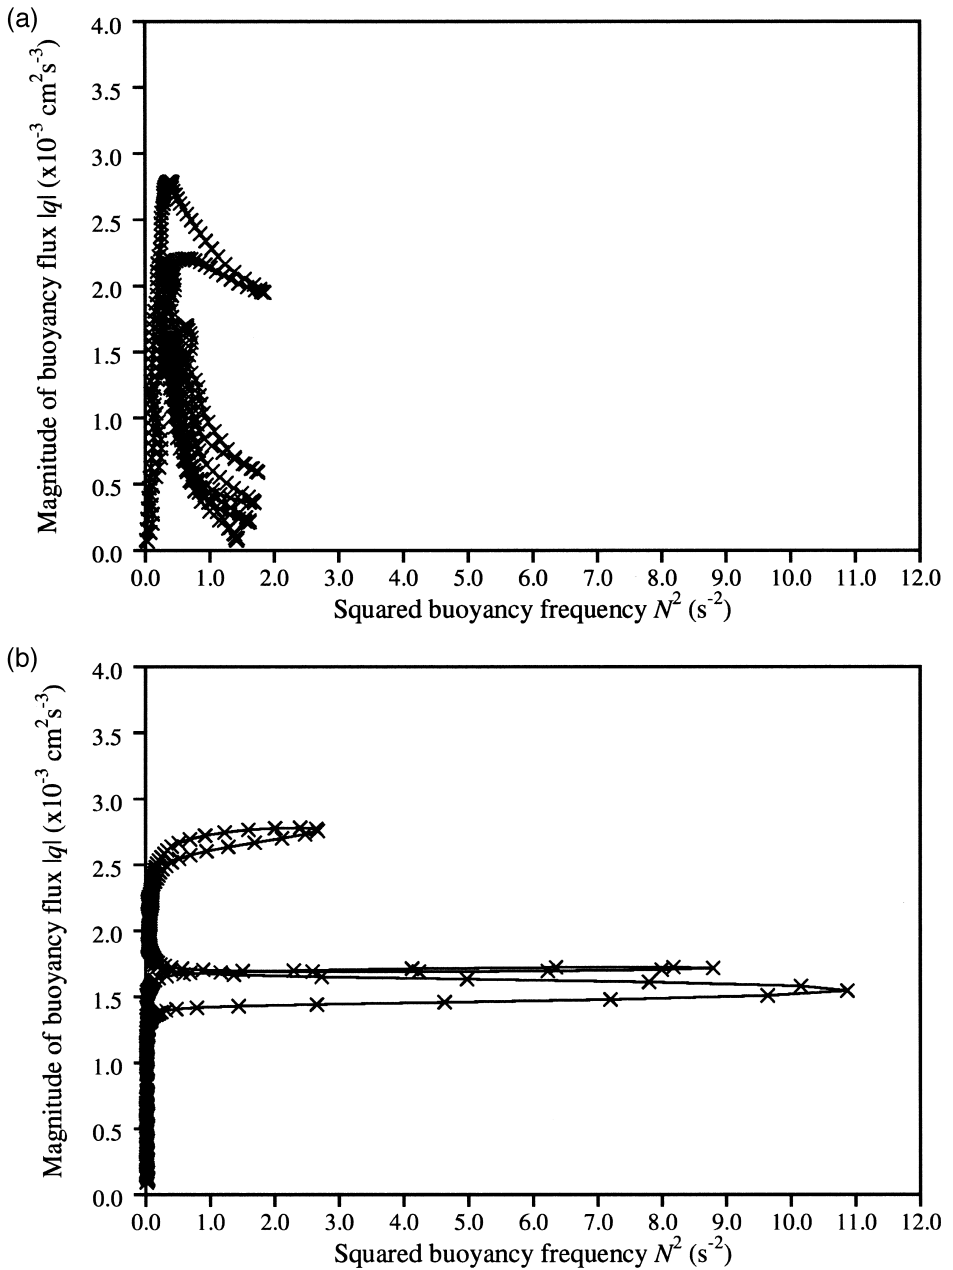 (a)
Magnitude of buoyancy flux |q| (x10⁻³ cm²s⁻³)
4.0
3.5
3.0
2.5
2.0
1.5
1.0
0.5
0.0
0.0 1.0 2.0 3.0 4.0 5.0 6.0 7.0 8.0 9.0 10.0 11.0 12.0
Squared buoyancy frequency N² (s⁻²)
(b)
Magnitude of buoyancy flux |q| (x10⁻³ cm²s⁻³)
4.0
3.5
3.0
2.5
2.0
1.5
1.0
0.5
0.0
0.0 1.0 2.0 3.0 4.0 5.0 6.0 7.0 8.0 9.0 10.0 11.0 12.0
Squared buoyancy frequency N² (s⁻²)